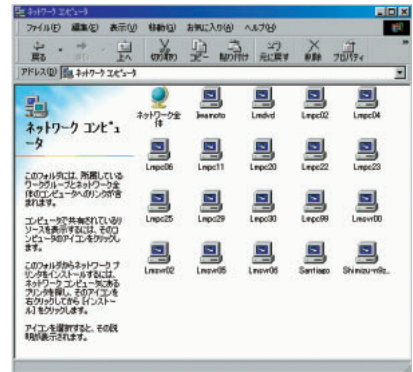 ネットワーク コンピュータ
ファイル(F) 編集(E) 表示(V) 移動(G) お気に入り(A) ヘルプ(H)
戻る 進む 上へ 切り取り コピー 貼り付け 元に戻す 削除 プロパティ
アドレス(D) ネットワーク コンピュータ
ネットワーク コンピュ
ータ
このフォルダには、所属している
ワークグループとネットワーク全
体のコンピュータへのリンクが含
まれます。
コンピュータで共有されているリ
ソースを表示するには、そのコ
ンピュータのアイコンをクリックし
ます。
このフォルダからネットワーク プ
リンタをインストールするには、
ネットワーク コンピュータにある
プリンタを探し、そのアイコンを
右クリックしてから [インストー
ル] をクリックします。
アイコンを選択すると、その説
明が表示されます。
ネットワーク全
体
Imamoto Lmdvd Lmpc02 Lmpc04
Lmpc06 Lmpc11 Lmpc20 Lmpc22 Lmpc23
Lmpc25 Lmpc29 Lmpc30 Lmpc99 Lmsvr00
Lmsvr02 Lmsvr05 Lmsvr06 Santiago